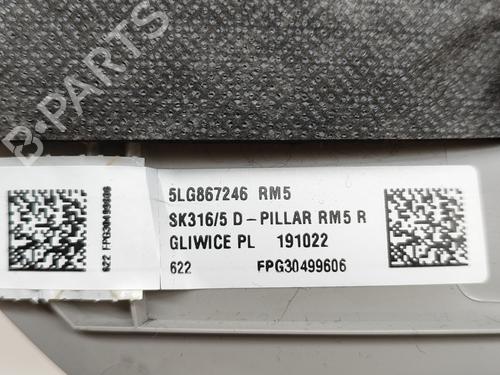 B-PARTS
5LG867246 RM5
SK316/5 D-PILLAR RM5 R
GLIWICE PL 191022
622 FPG30499606
622 FPG30499606